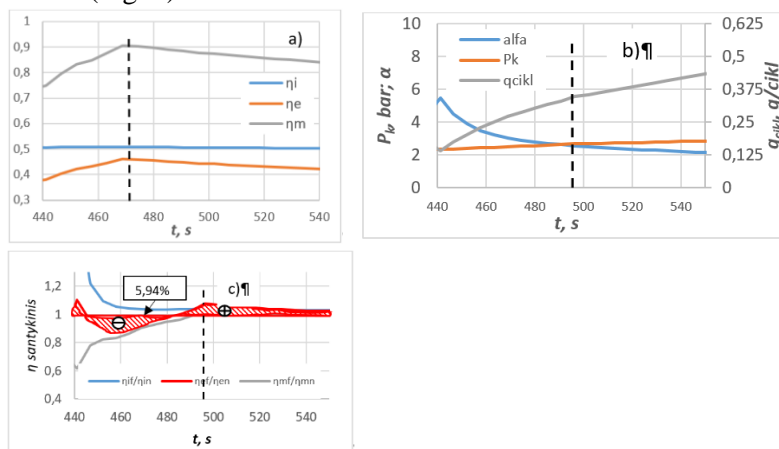 a)
1
0,9
0,8
0,7
0,6
0,5
0,4
0,3
ηi
ηe
ηm
440 460 480 500 520 540
t, s
b)¶
10
8
6
4
2
0
alfa
Pk
qcikl
0,625
0,5
0,375
0,25
0,125
0
Pk, bar; α
qcikl, g/cikl
440 460 480 500 520 540
t, s
c)¶
5,94%
1,2
1
0,8
0,6
0,4
η santykinis
ηif/ηin ηef/ηen ηmf/ηmn
440 460 480 500 520 540
t, s